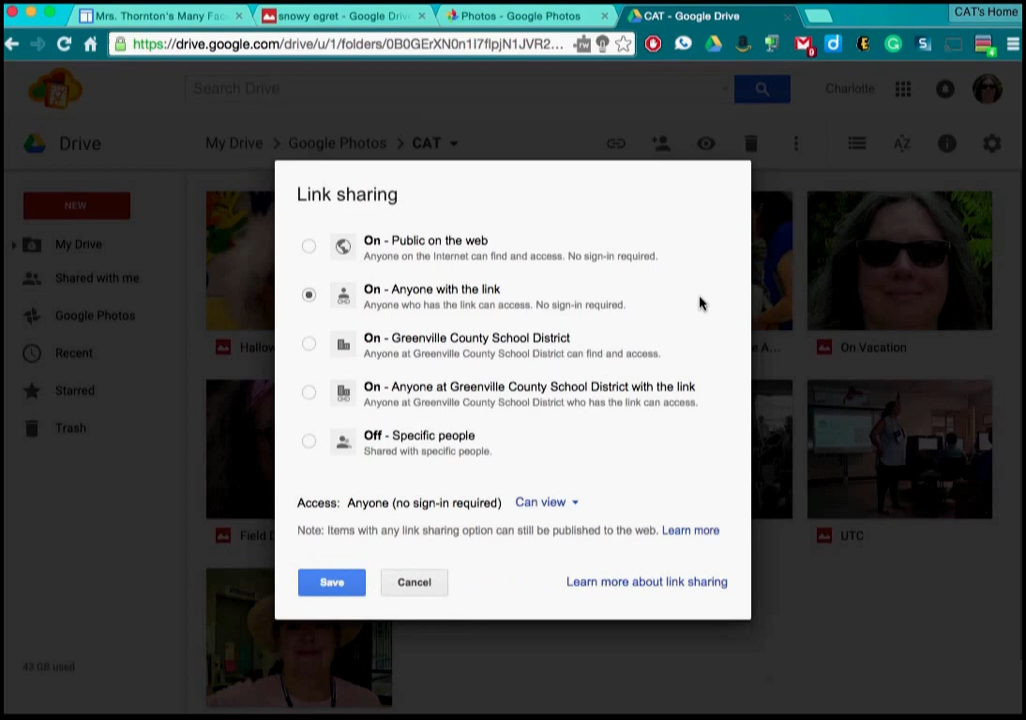 Mrs. Thornton's Many Fac
snowy egret - Google Driv
Photos - Google Photos
CAT - Google Drive
CAT's Home
https://drive.google.com/drive/u/1/folders/0B0GErXN0n1I7flpjN1JVR2...
Search Drive
Charlotte
Drive
My Drive > Google Photos > CAT
NEW
My Drive
Shared with me
Google Photos
Recent
Starred
Trash
43 GB used
Link sharing
On - Public on the web
Anyone on the Internet can find and access. No sign-in required.
On - Anyone with the link
Anyone who has the link can access. No sign-in required.
On - Greenville County School District
Anyone at Greenville County School District can find and access.
On - Anyone at Greenville County School District with the link
Anyone at Greenville County School District who has the link can access.
Off - Specific people
Shared with specific people.
Access: Anyone (no sign-in required) Can view
Note: Items with any link sharing option can still be published to the web. Learn more
Save
Cancel
Learn more about link sharing
Hallow
e A...
On Vacation
Field D
UTC